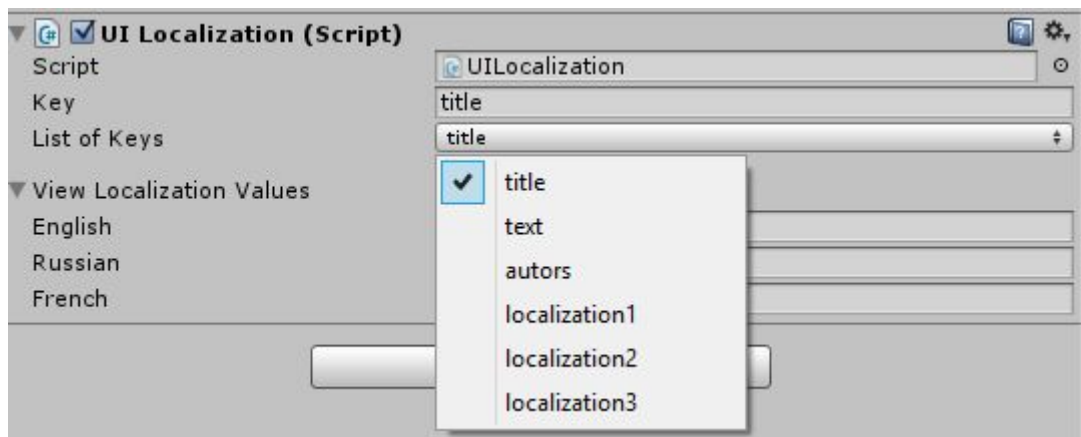 UI Localization (Script)
Script UILocalization
Key title
List of Keys title
View Localization Values
English
Russian
French
title
text
autors
localization1
localization2
localization3